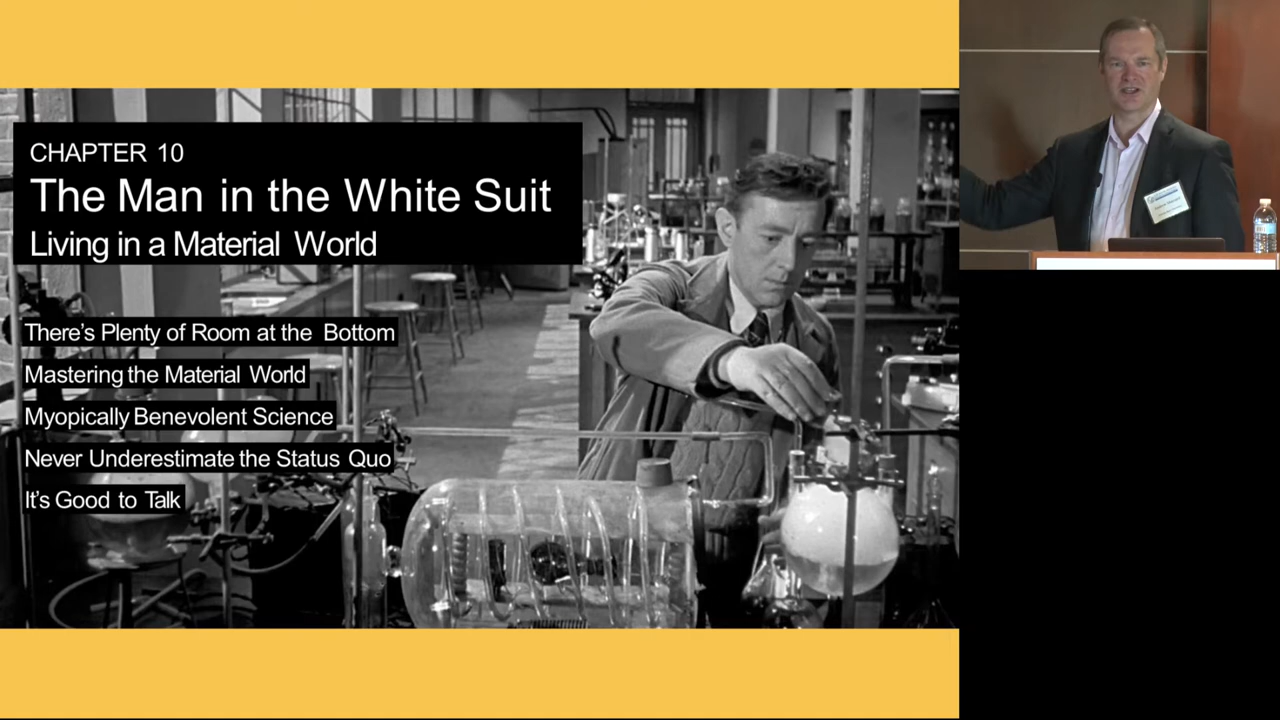 CHAPTER 10
The Man in the White Suit
Living in a Material World
There's Plenty of Room at the Bottom
Mastering the Material World
Myopically Benevolent Science
Never Underestimate the Status Quo
It's Good to Talk